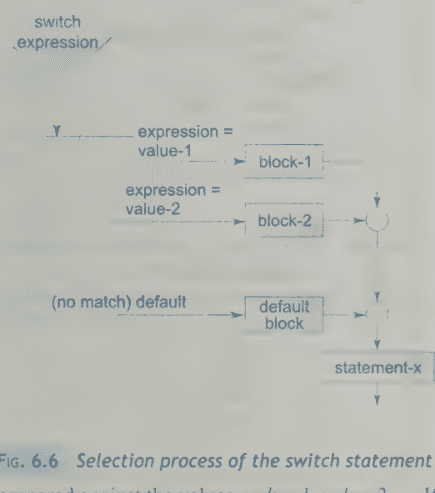 switch
expression
expression =
value-1
block-1
expression =
value-2
block-2
(no match) default
default
block
statement-x
FIG. 6.6 Selection process of the switch statement